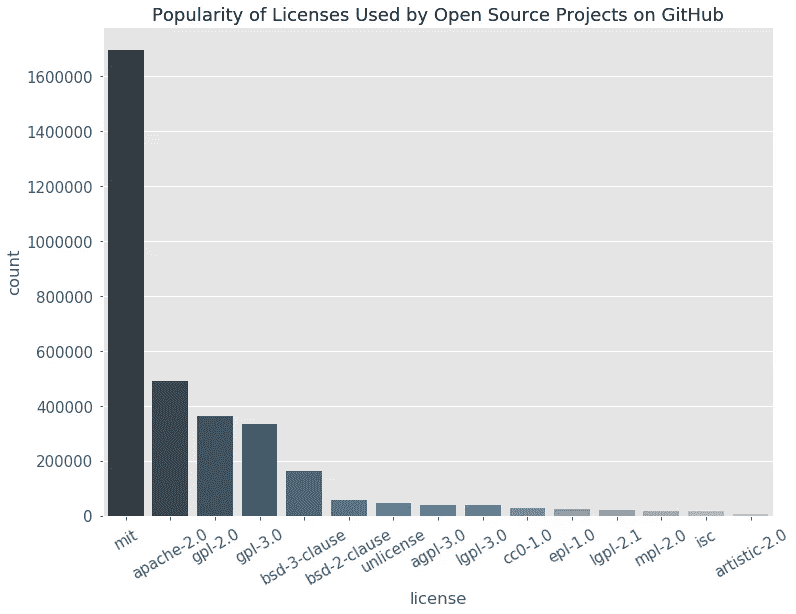 Popularity of Licenses Used by Open Source Projects on GitHub
1600000
1400000
1200000
1000000
800000
600000
400000
200000
0
count
mit
apache-2.0
gpl-2.0
gpl-3.0
bsd-3-clause
bsd-2-clause
unlicense
agpl-3.0
lgpl-3.0
cc0-1.0
epl-1.0
lgpl-2.1
mpl-2.0
isc
artistic-2.0
license